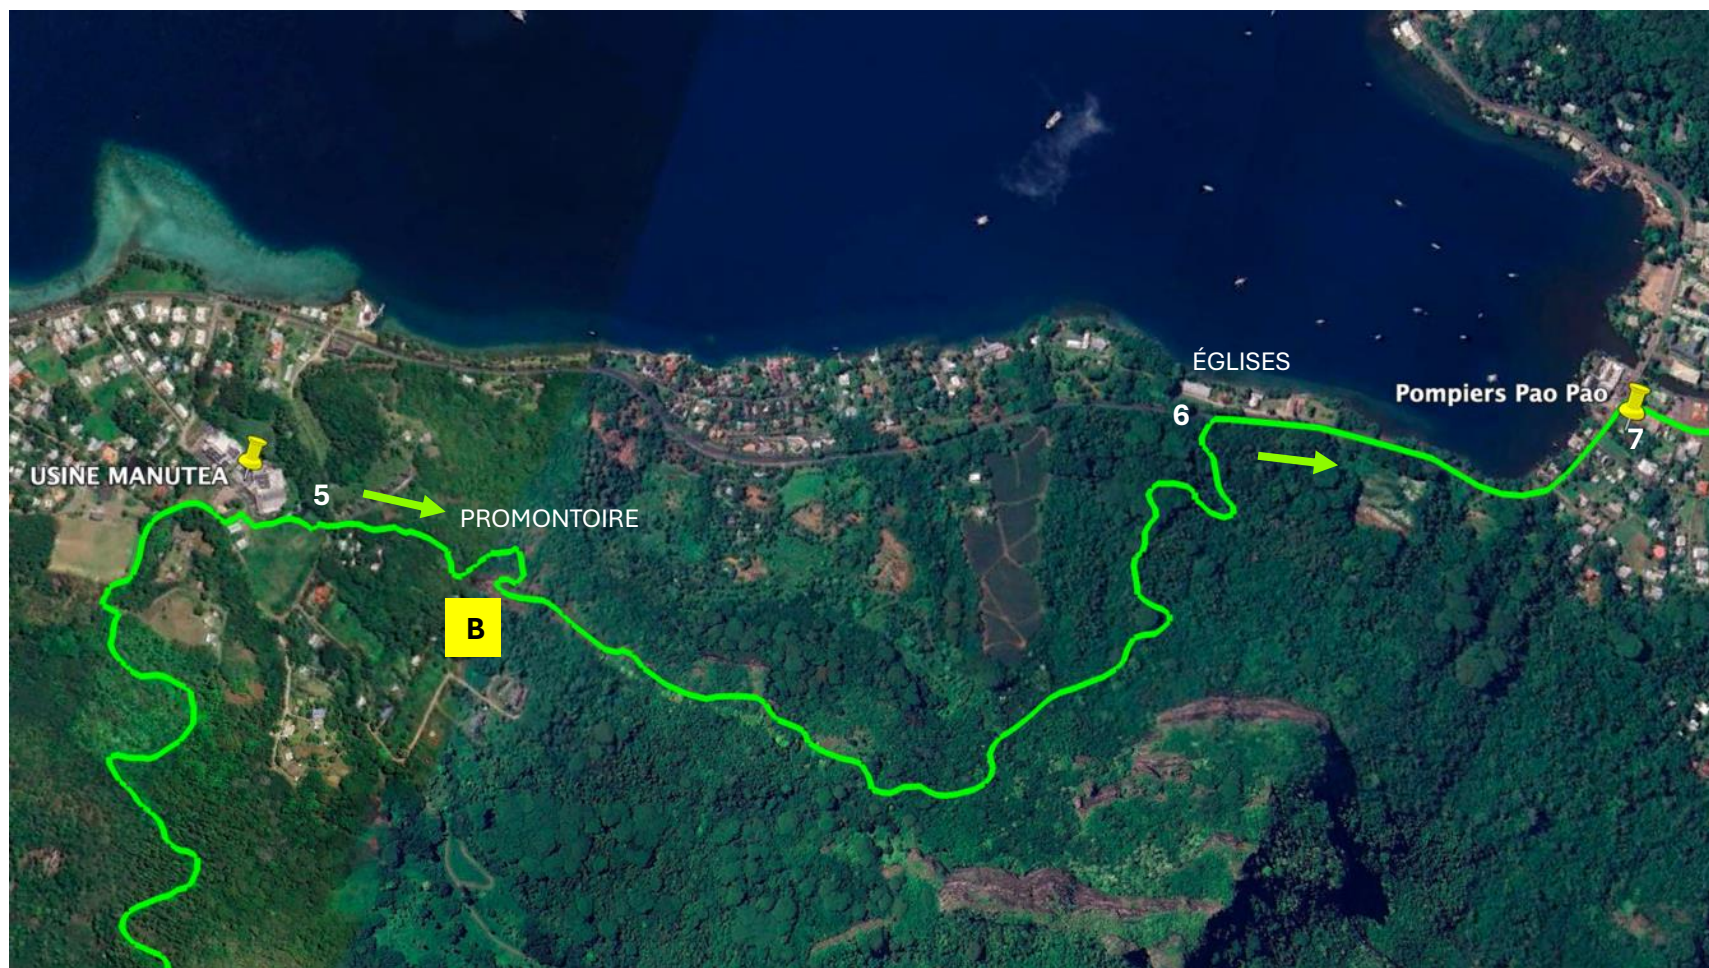 ÉGLISES
Pompiers Pao Pao
6
7
USINE MANUTEA
5
PROMONTOIRE
B